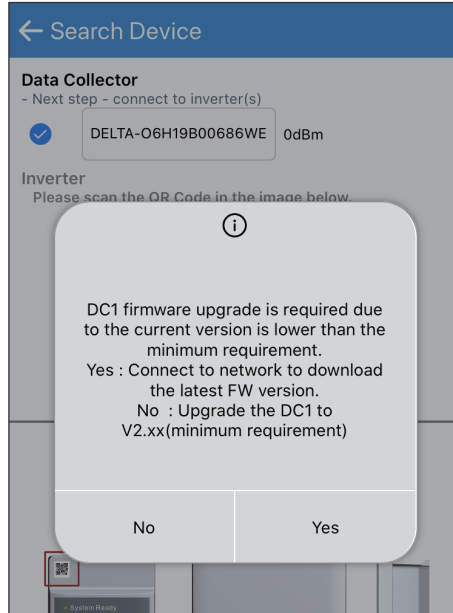 Search Device
Data Collector
- Next step - connect to inverter(s)
DELTA-O6H19B00686WE 0dBm
Inverter
Please scan the QR Code in the image below.
DC1 firmware upgrade is required due
to the current version is lower than the
minimum requirement.
Yes : Connect to network to download
the latest FW version.
No : Upgrade the DC1 to
V2.xx(minimum requirement)
No Yes
System Ready